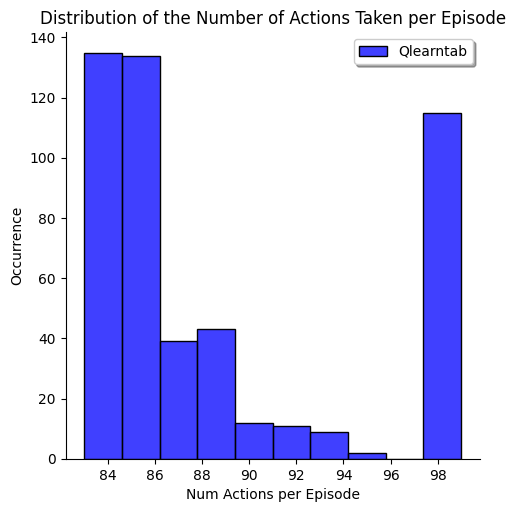 Distribution of the Number of Actions Taken per Episode
Qlearntab
Occurrence
140
120
100
80
60
40
20
0
84 86 88 90 92 94 96 98
Num Actions per Episode